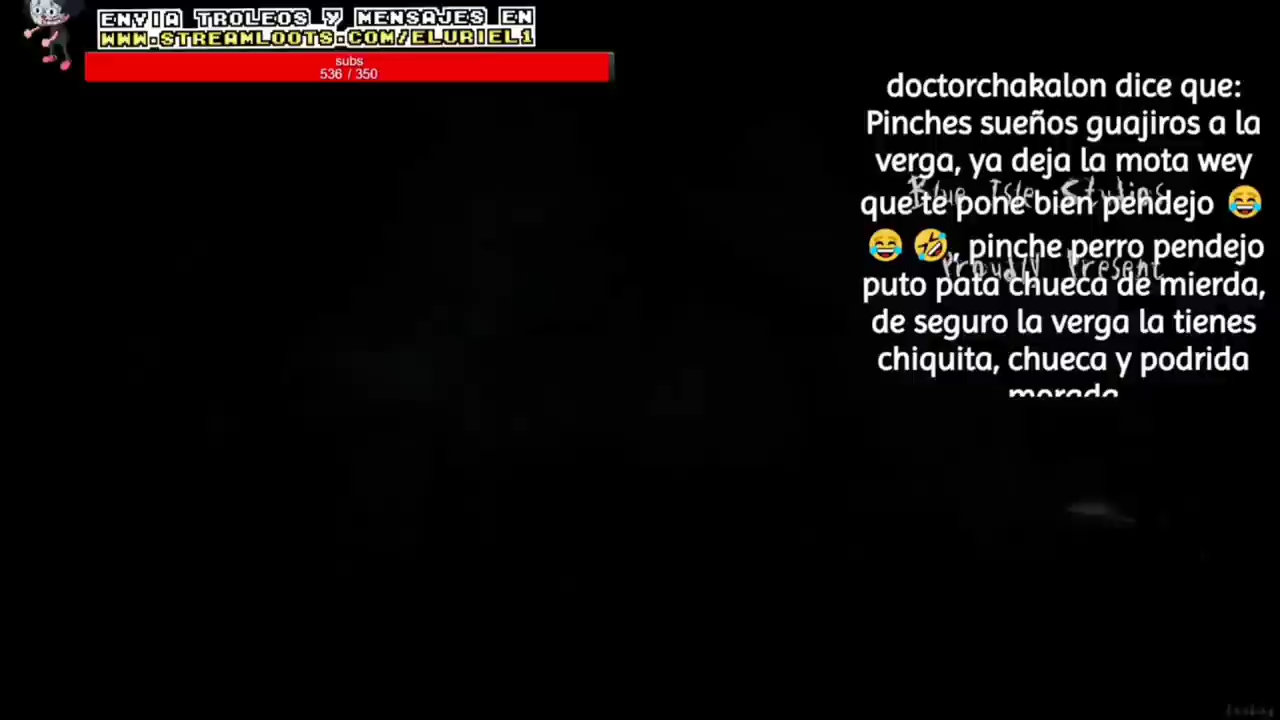 ENVIA TROLEOS Y MENSAJES EN
WWW.STREAMLOOTS.COM/ELURIEL1
subs
536 / 350
doctorchakalon dice que:
Pinches sueños guajiros a la
verga, ya deja la mota wey
Blue Isle Studios
que te pone bien pendejo 😂
😂 🤣, pinche perro pendejo
Proudly Present
puto pata chueca de mierda,
de seguro la verga la tienes
chiquita, chueca y podrida
morada